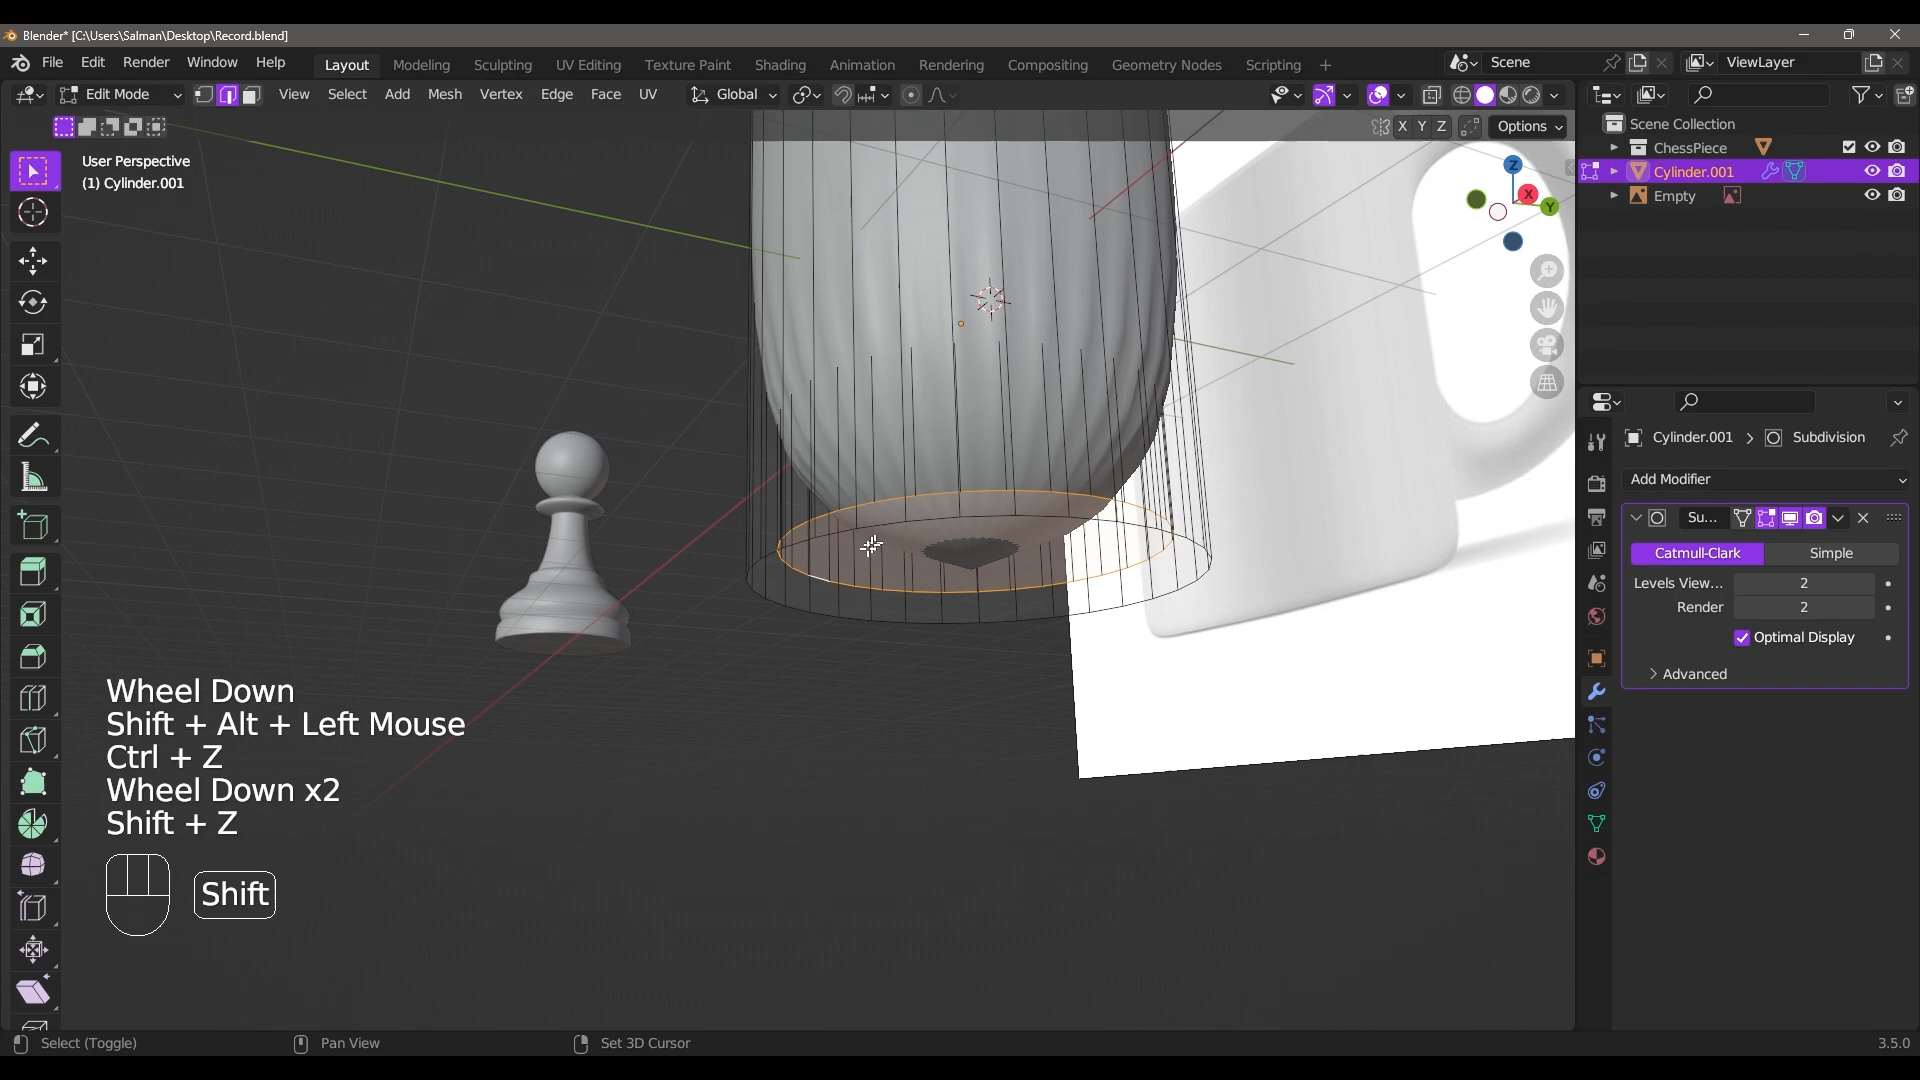 Blender* [C:\Users\Salman\Desktop\Record.blend]
File Edit Render Window Help
Layout Modeling Sculpting UV Editing Texture Paint Shading Animation Rendering Compositing Geometry Nodes Scripting +
Scene
ViewLayer
Edit Mode
View Select Add Mesh Vertex Edge Face UV
Global
X Y Z
Options
User Perspective
(1) Cylinder.001
Z
X
Y
Scene Collection
ChessPiece
Cylinder.001
Empty
Cylinder.001 > Subdivision
Add Modifier
Su...
Catmull-Clark Simple
Levels View... 2
Render 2
Optimal Display
Advanced
Wheel Down
Shift + Alt + Left Mouse
Ctrl + Z
Wheel Down x2
Shift + Z
Shift
Select (Toggle) Pan View Set 3D Cursor
3.5.0